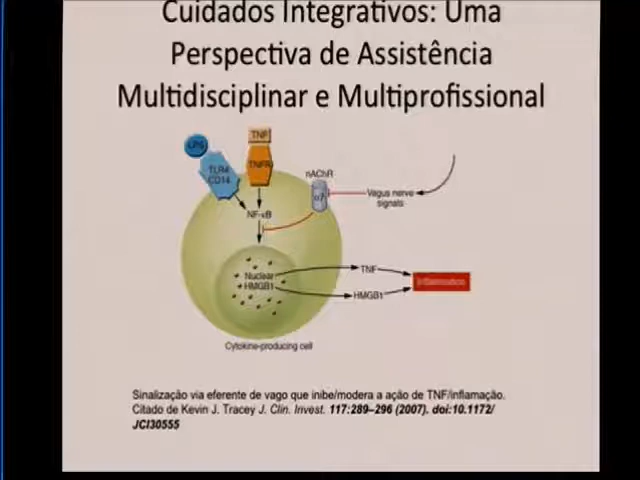 Cuidados Integrativos: Uma
Perspectiva de Assistência
Multidisciplinar e Multiprofissional
LPS
TNF
TLR4
CD14
TNFR
nAChR
α7
Vagus nerve
signals
NF-κB
Nuclear
HMGB1
TNF
HMGB1
Inflammation
Cytokine-producing cell
Sinalização via eferente de vago que inibe/modera a ação de TNF/inflamação.
Citado de Kevin J. Tracey J. Clin. Invest. 117:289–296 (2007). doi:10.1172/
JCI30555